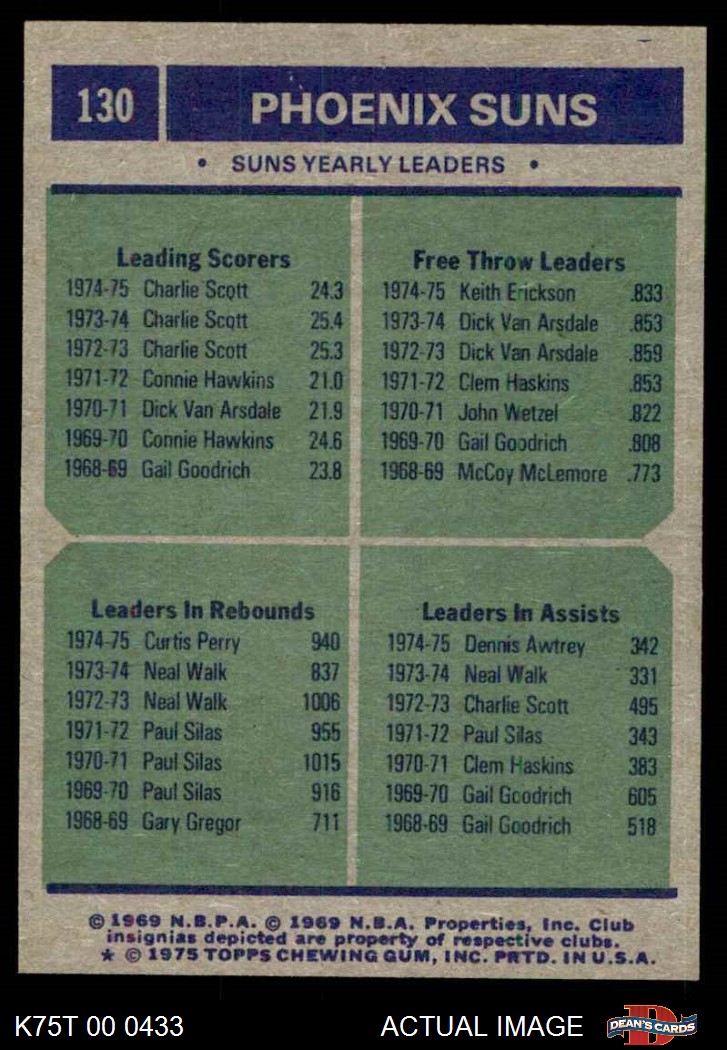 130 PHOENIX SUNS
• SUNS YEARLY LEADERS •
Leading Scorers
1974-75 Charlie Scott 24.3
1973-74 Charlie Scott 25.4
1972-73 Charlie Scott 25.3
1971-72 Connie Hawkins 21.0
1970-71 Dick Van Arsdale 21.9
1969-70 Connie Hawkins 24.6
1968-69 Gail Goodrich 23.8
Free Throw Leaders
1974-75 Keith Erickson .833
1973-74 Dick Van Arsdale .853
1972-73 Dick Van Arsdale .859
1971-72 Clem Haskins .853
1970-71 John Wetzel .822
1969-70 Gail Goodrich .808
1968-69 McCoy McLemore .773
Leaders In Rebounds
1974-75 Curtis Perry 940
1973-74 Neal Walk 837
1972-73 Neal Walk 1006
1971-72 Paul Silas 955
1970-71 Paul Silas 1015
1969-70 Paul Silas 916
1968-69 Gary Gregor 711
Leaders In Assists
1974-75 Dennis Awtrey 342
1973-74 Neal Walk 331
1972-73 Charlie Scott 495
1971-72 Paul Silas 343
1970-71 Clem Haskins 383
1969-70 Gail Goodrich 605
1968-69 Gail Goodrich 518
© 1969 N.B.P.A. © 1969 N.B.A. Properties, Inc. Club
insignias depicted are property of respective clubs.
★ © 1975 TOPPS CHEWING GUM, INC. PRTD. IN U.S.A.
K75T 00 0433 ACTUAL IMAGE D DEAN'S CARDS